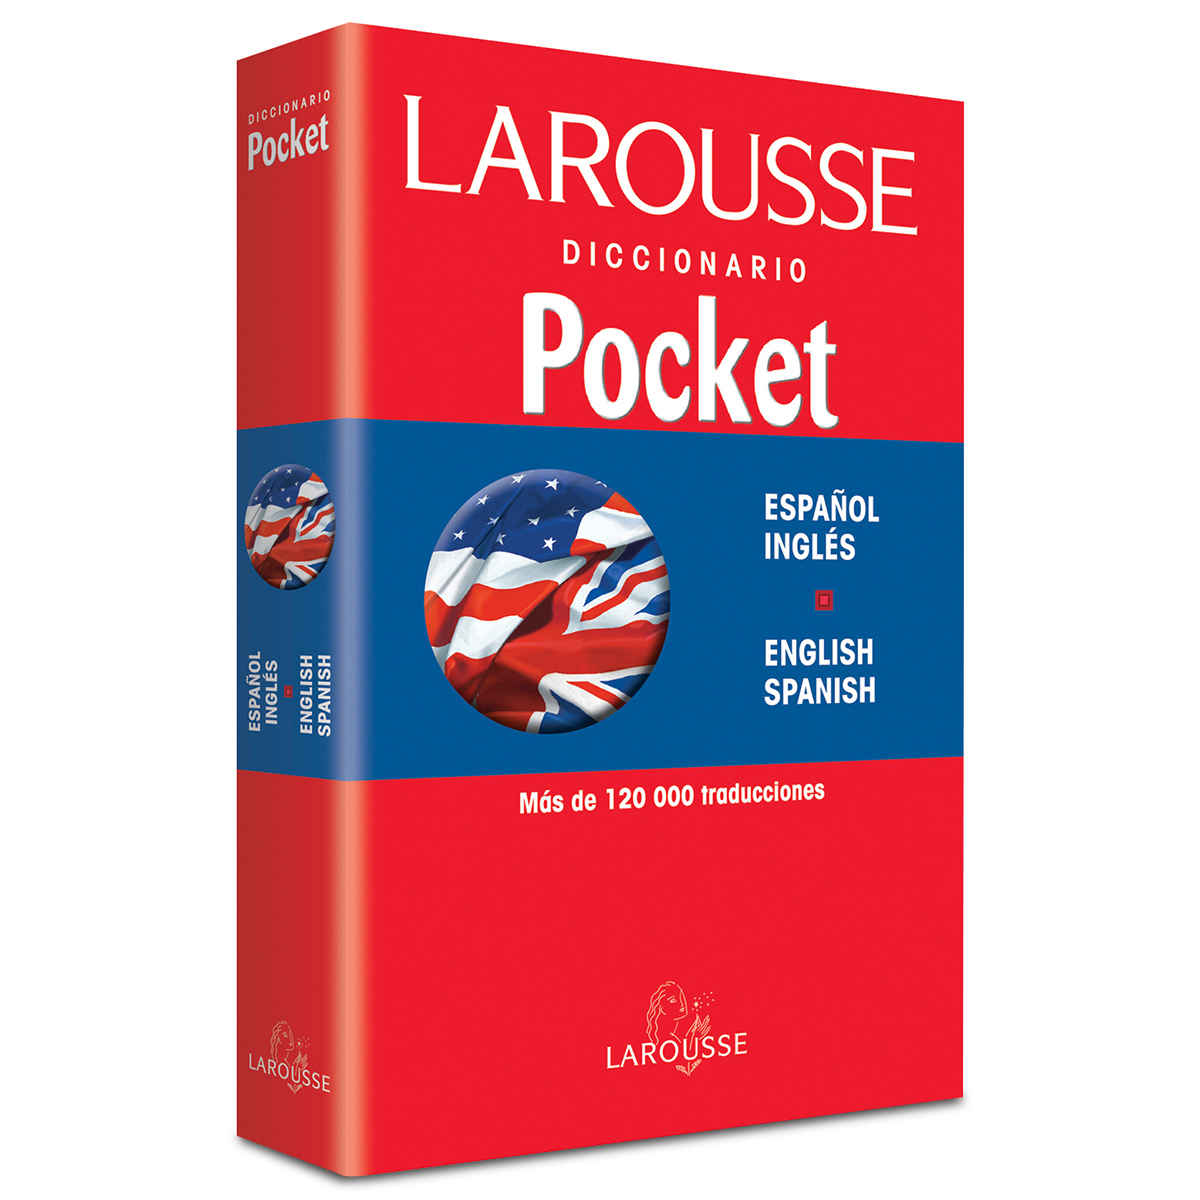 DICCIONARIO
Pocket
ESPAÑOL
INGLÉS
ENGLISH
SPANISH
LAROUSSE
LAROUSSE
DICCIONARIO
Pocket
ESPAÑOL
INGLÉS
ENGLISH
SPANISH
Más de 120 000 traducciones
LAROUSSE